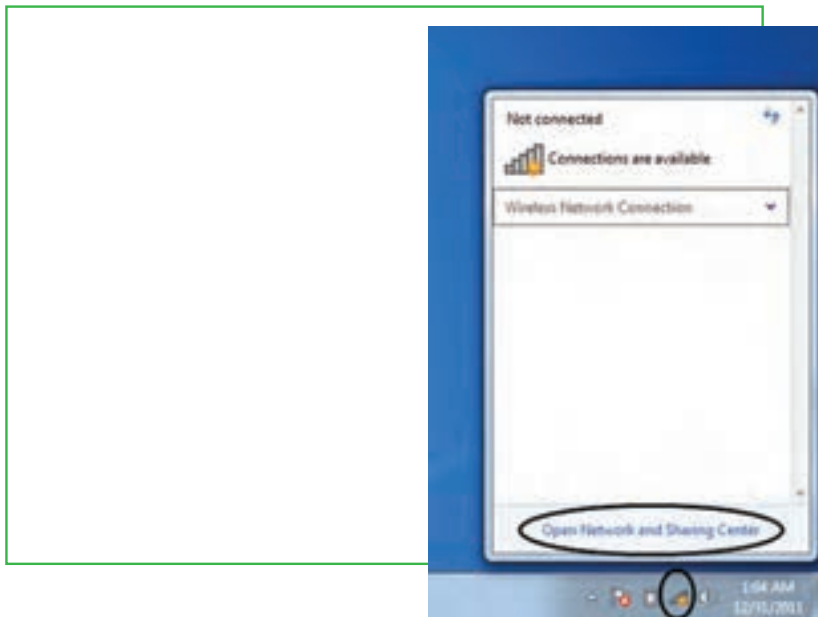 Not connected
Connections are available
Wireless Network Connection
Open Network and Sharing Center
1:04 AM
12/31/2011